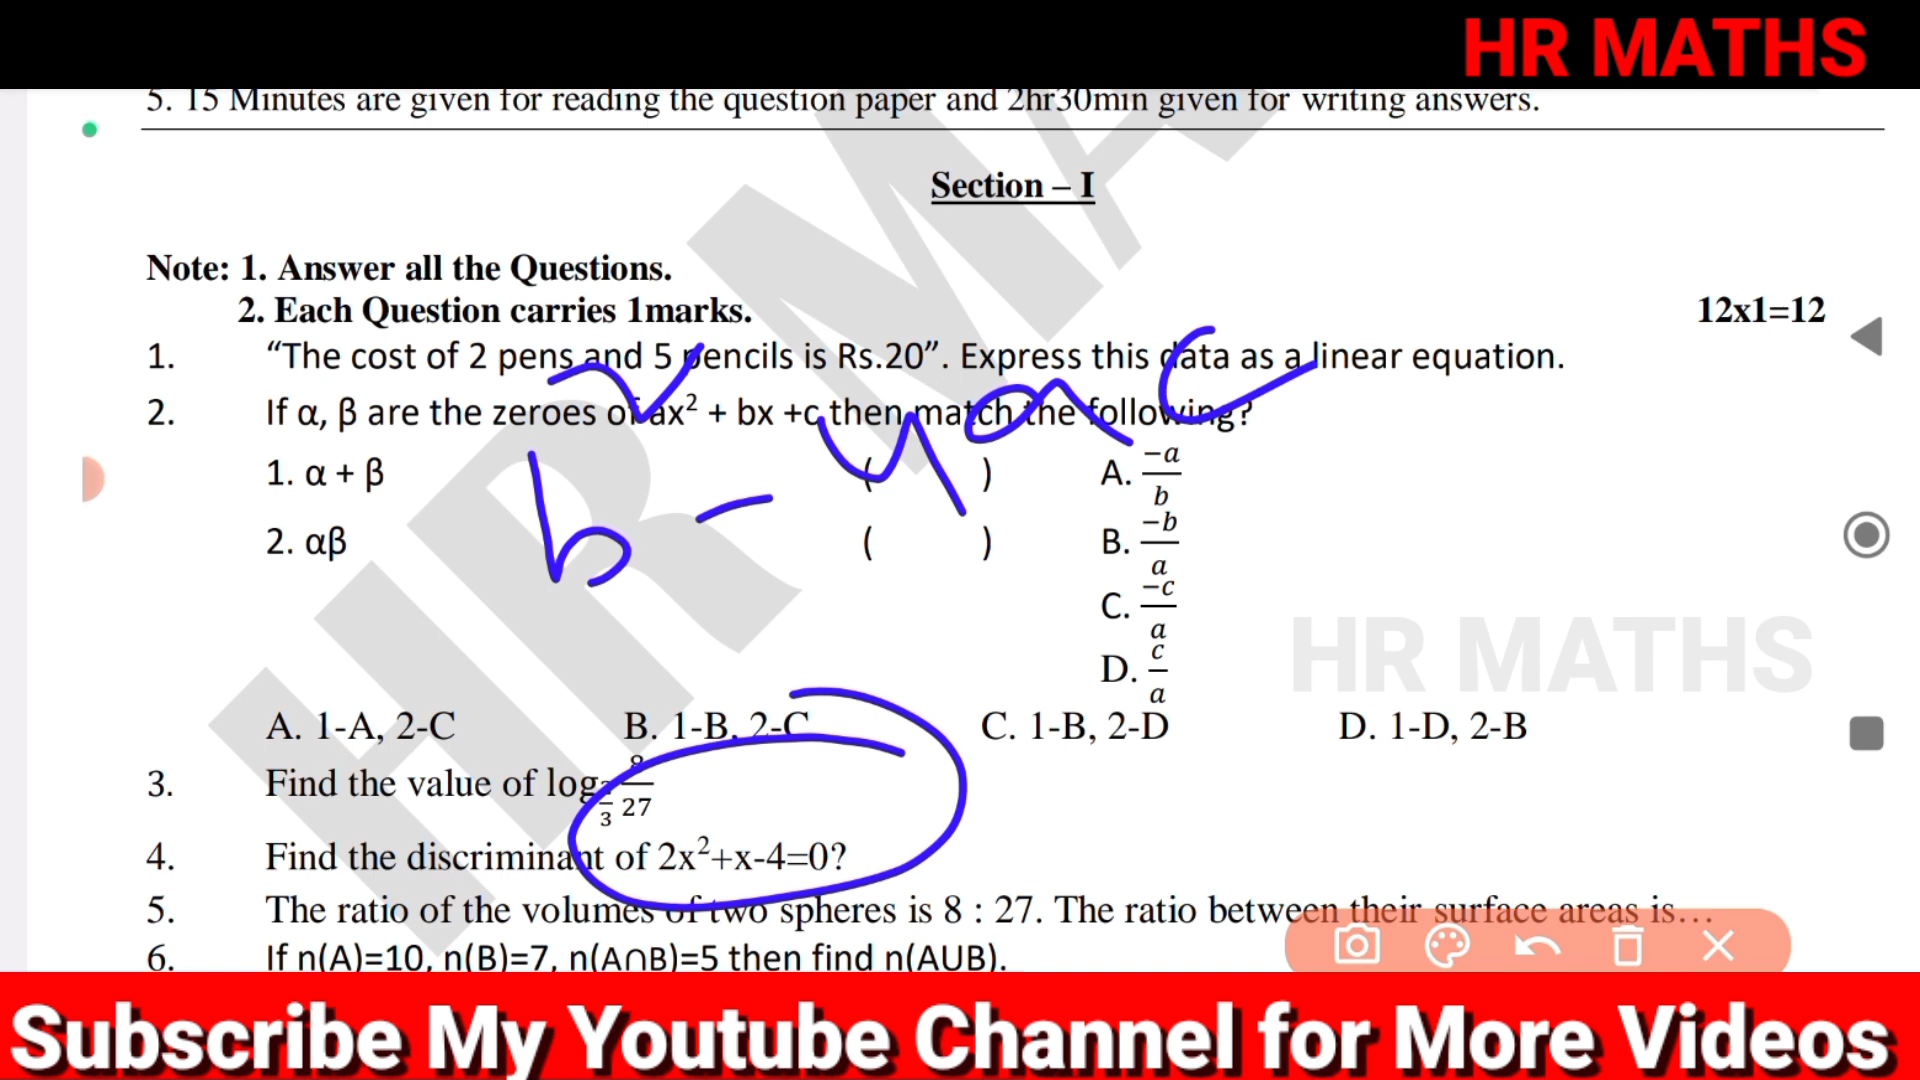 HR MATHS
5. 15 Minutes are given for reading the question paper and 2hr30min given for writing answers.
Section – I
Note: 1. Answer all the Questions.
2. Each Question carries 1marks. 12x1=12
1. “The cost of 2 pens and 5 pencils is Rs.20”. Express this data as a linear equation.
2. If α, β are the zeroes of ax² + bx +c then match the following?
1. α + β ( ) A. −a/b
2. αβ ( ) B. −b/a
C. −c/a
D. c/a
A. 1-A, 2-C B. 1-B, 2-C C. 1-B, 2-D D. 1-D, 2-B
3. Find the value of log 3 8/27
4. Find the discriminant of 2x²+x-4=0?
5. The ratio of the volumes of two spheres is 8 : 27. The ratio between their surface areas is…
6. If n(A)=10, n(B)=7, n(A∩B)=5 then find n(AUB).
b² - 4ac
HR MATHS
HR MA
Subscribe My Youtube Channel for More Videos